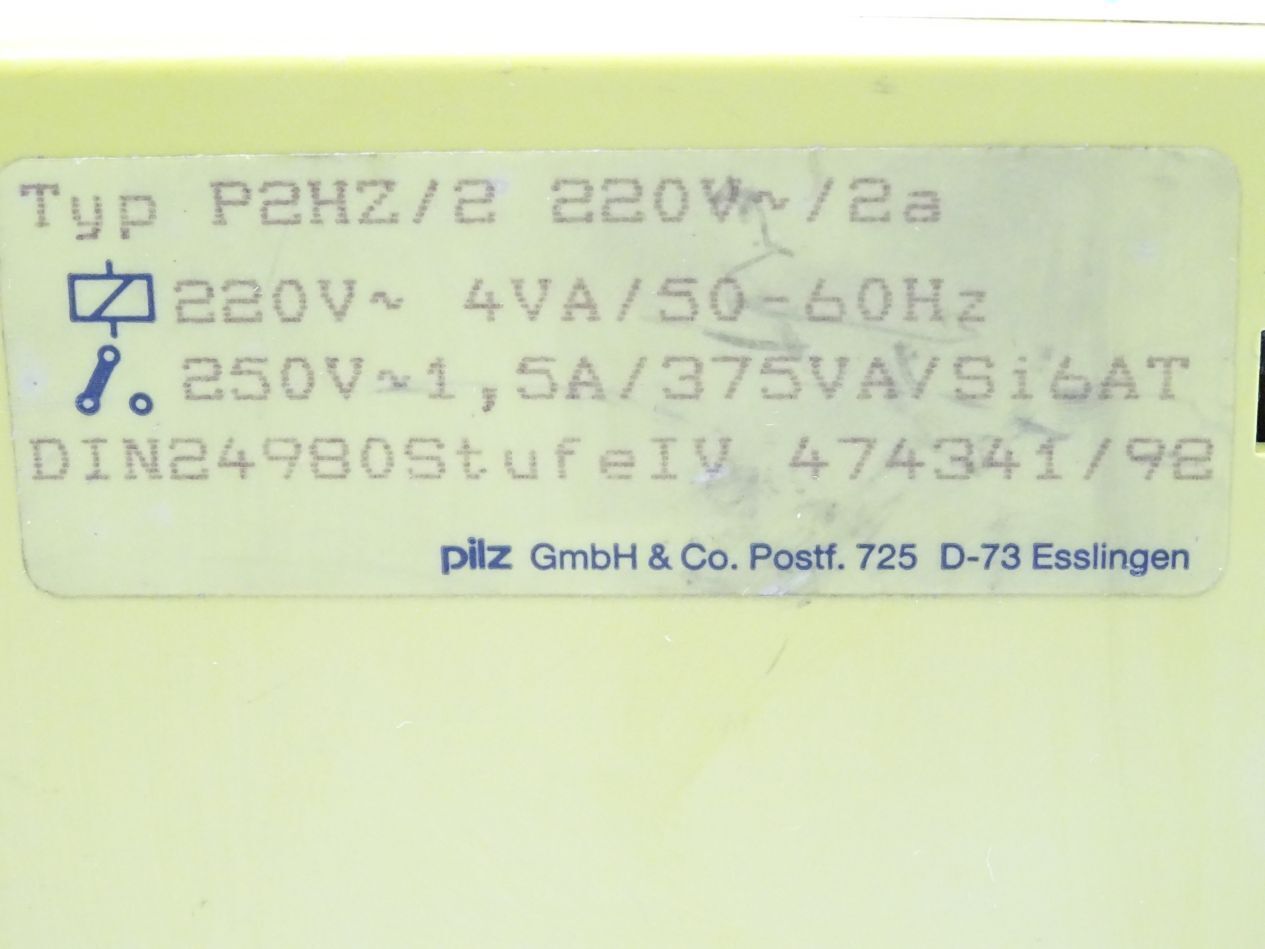 Typ P2HZ/2 220V~/2a
220V~ 4VA/50-60Hz
250V~1,5A/375VA/Si6AT
DIN24980StufeIV 474341/98
pilz GmbH & Co. Postf. 725 D-73 Esslingen